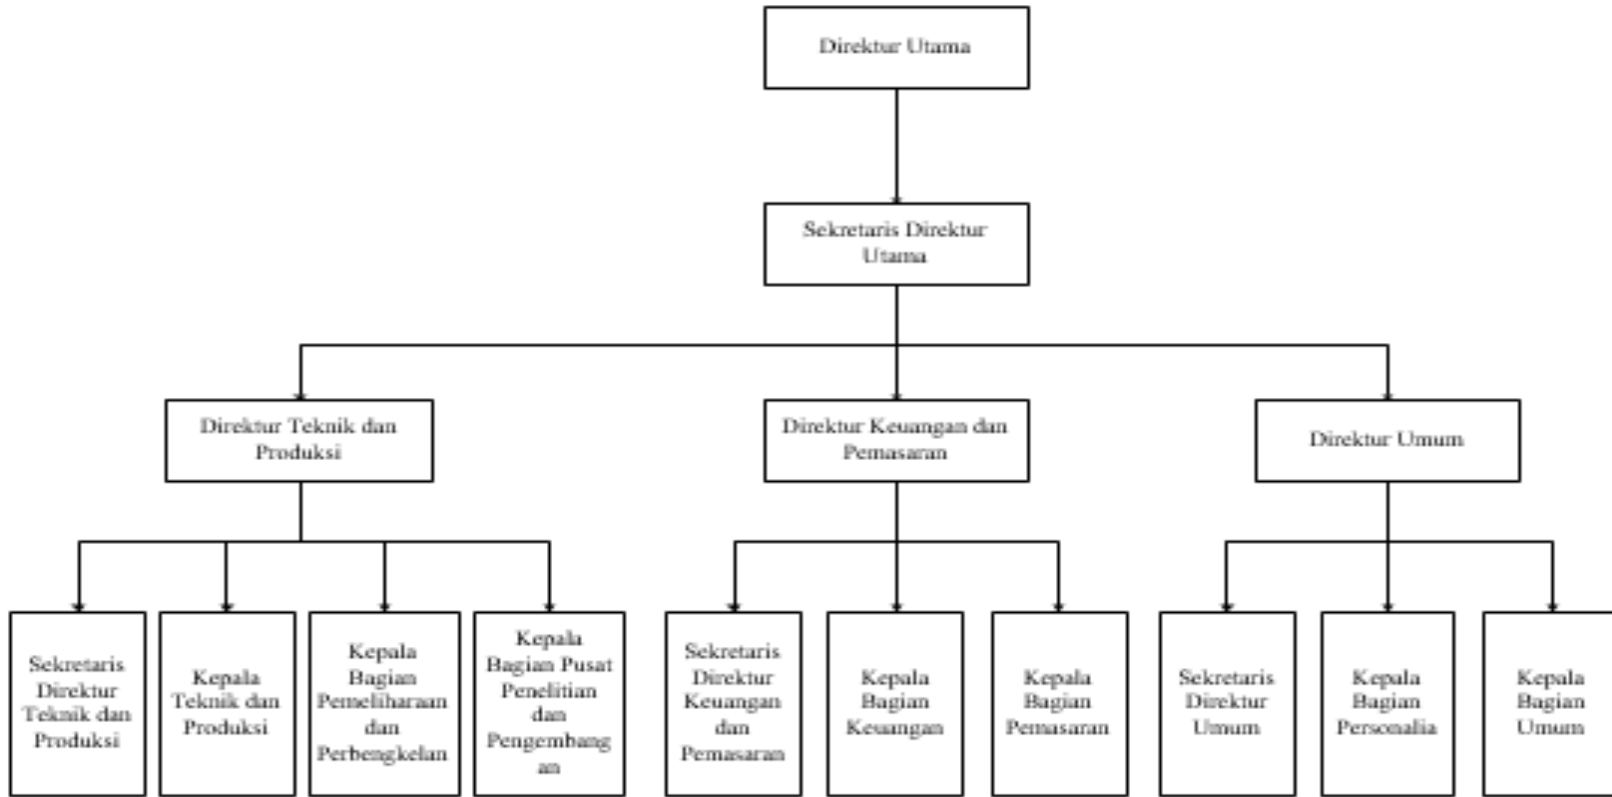 Direktur Utama
Sekretaris Direktur
Utama
Direktur Teknik dan
Produksi
Direktur Keuangan dan
Pemasaran
Direktur Umum
Sekretaris
Direktur
Teknik dan
Produksi
Kepala
Teknik dan
Produksi
Kepala
Bagian
Pemeliharaan
dan
Perbengkelan
Kepala
Bagian Pusat
Penelitian
dan
Pengembang
an
Sekretaris
Direktur
Keuangan
dan
Pemasaran
Kepala
Bagian
Keuangan
Kepala
Bagian
Pemasaran
Sekretaris
Direktur
Umum
Kepala
Bagian
Personalia
Kepala
Bagian
Umum